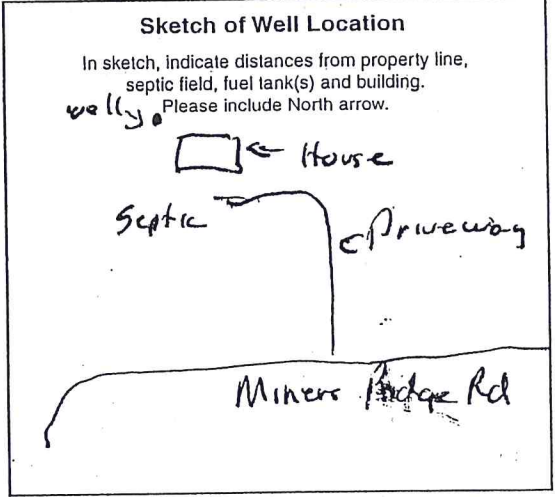 Sketch of Well Location
In sketch, indicate distances from property line,
septic field, fuel tank(s) and building.
Please include North arrow.
well
House
Septic
Driveway
Miners Ridge Rd